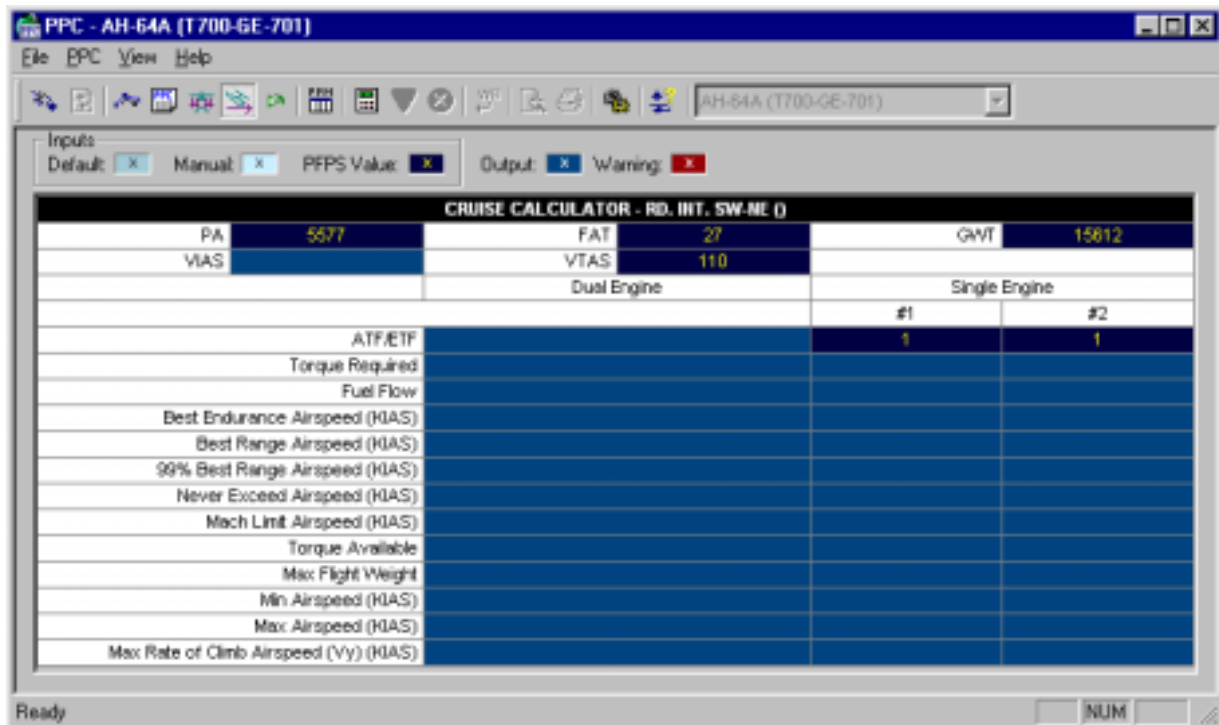 PPC - AH-64A (T700-GE-701)
File PPC View Help
AH-64A (T700-GE-701)
Inputs
Default: X Manual: X PFPS Value: X Output: X Warning: X
CRUISE CALCULATOR - RD. INT. SW-NE ()
PA 5577 FAT 27 GWT 15612
VIAS VTAS 110
Dual Engine Single Engine
#1 #2
ATF/ETF 1 1
Torque Required
Fuel Flow
Best Endurance Airspeed (KIAS)
Best Range Airspeed (KIAS)
99% Best Range Airspeed (KIAS)
Never Exceed Airspeed (KIAS)
Mach Limit Airspeed (KIAS)
Torque Available
Max Flight Weight
Min Airspeed (KIAS)
Max Airspeed (KIAS)
Max Rate of Climb Airspeed (Vy) (KIAS)
Ready NUM